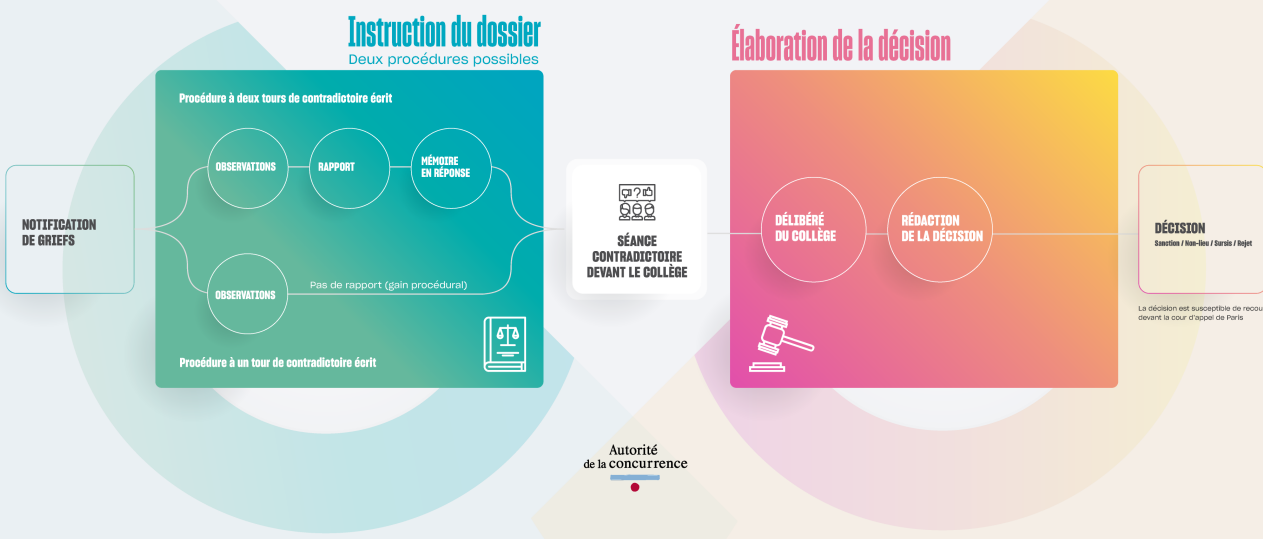 Instruction du dossier
Deux procédures possibles
Procédure à deux tours de contradictoire écrit
OBSERVATIONS
RAPPORT
MÉMOIRE
EN RÉPONSE
NOTIFICATION
DE GRIEFS
OBSERVATIONS
Pas de rapport (gain procédural)
Procédure à un tour de contradictoire écrit
?
SÉANCE
CONTRADICTOIRE
DEVANT LE COLLÈGE
Élaboration de la décision
DÉLIBÉRÉ
DU COLLÈGE
RÉDACTION
DE LA DÉCISION
DÉCISION
Sanction / Non-lieu / Sursis / Rejet
La décision est susceptible de recou
devant la cour d'appel de Paris
Autorité
de la concurrence